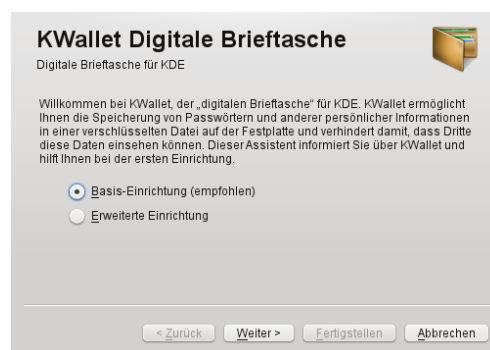 KWallet Digitale Brieftasche
Digitale Brieftasche für KDE
Willkommen bei KWallet, der „digitalen Brieftasche“ für KDE. KWallet ermöglicht
Ihnen die Speicherung von Passwörtern und anderer persönlicher Informationen
in einer verschlüsselten Datei auf der Festplatte und verhindert damit, dass Dritte
diese Daten einsehen können. Dieser Assistent informiert Sie über KWallet und
hilft Ihnen bei der ersten Einrichtung.
Basis-Einrichtung (empfohlen)
Erweiterte Einrichtung
< Zurück Weiter > Fertigstellen Abbrechen